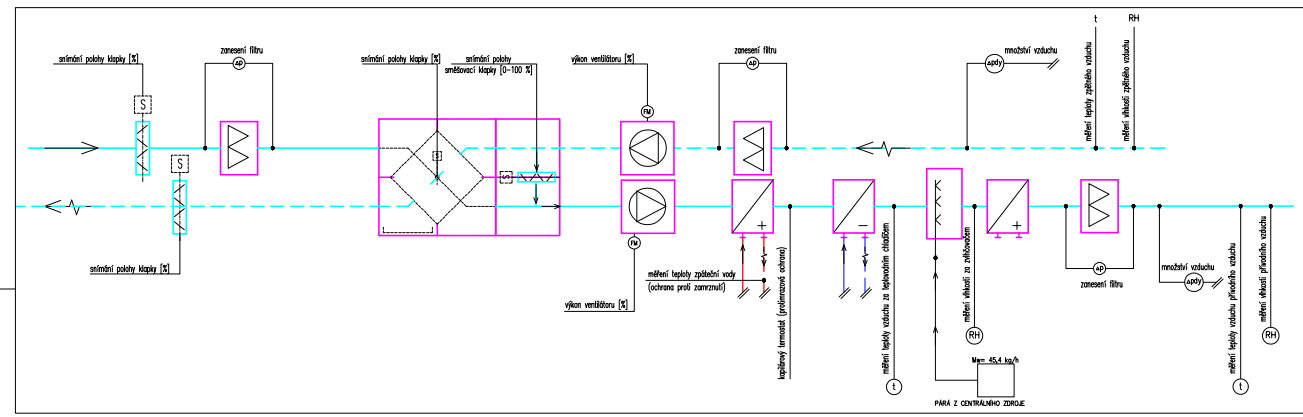 t
RH
snímání polohy klapky [%]
zanesení filtru
Δp
snímání polohy klapky [%]
snímání polohy
směšovací klapky [0-100 %]
výkon ventilátoru [%]
zanesení filtru
Δp
množství vzduchu
Δpdy
měření teploty zpětného vzduchu
měření vlhkosti zpětného vzduchu
S
FM
S
S
S
+
−
+
FM
snímání polohy klapky [%]
měření teploty zpáteční vody
(ochrana proti zamrznutí)
výkon ventilátoru [%]
kapilárový termostat (protimrazová ochrana)
měření teploty vzduchu za teplovodním chladičem
měření vlhkosti za zvlhčovačem
RH
Δp
zanesení filtru
množství vzduchu
Δpdy
měření teploty vzduchu přívodního vzduchu
měření vlhkosti přívodního vzduchu
RH
Mw= 45,4 kg/h
t
t
PÁRA Z CENTRÁLNÍHO ZDROJE